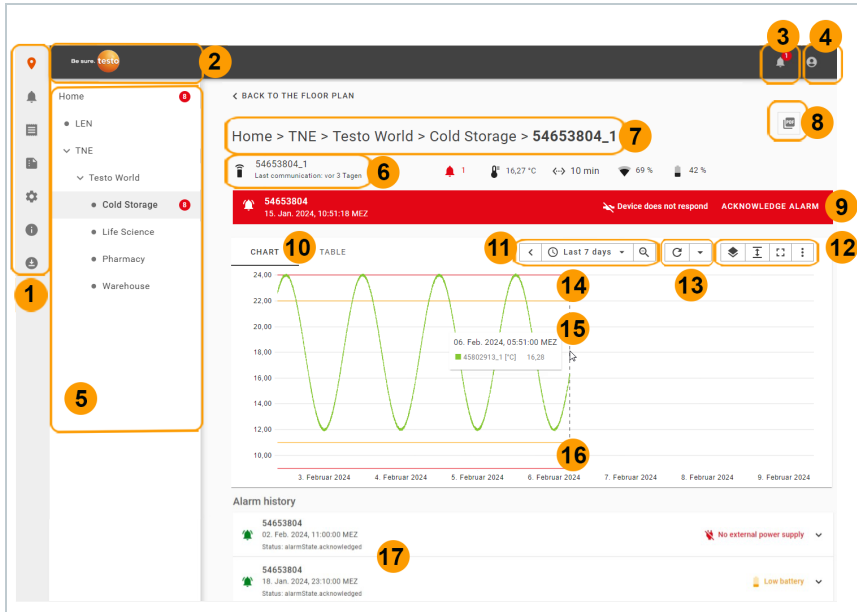 3
4
Be sure. testo
2
1
Home
8
BACK TO THE FLOOR PLAN
PDF
8
LEN
TNE
Home > TNE > Testo World > Cold Storage > 54653804_1
7
54653804_1
Last communication: vor 3 Tagen
6
1
16,27 °C
10 min
69 %
42 %
Testo World
Cold Storage
8
Life Science
Pharmacy
Warehouse
54653804
15. Jan. 2024, 10:51:18 MEZ
Device does not respond
ACKNOWLEDGE ALARM
9
1
CHART
10
TABLE
11
Last 7 days
12
13
24,00
22,00
20,00
18,00
16,00
14,00
12,00
10,00
14
15
06. Feb. 2024, 05:51:00 MEZ
45802913_1 [°C] 16,28
16
5
3. Februar 2024
4. Februar 2024
5. Februar 2024
6. Februar 2024
7. Februar 2024
8. Februar 2024
9. Februar 2024
Alarm history
54653804
02. Feb. 2024, 11:00:00 MEZ
Status: alarmState.acknowledged
No external power supply
17
54653804
18. Jan. 2024, 23:10:00 MEZ
Status: alarmState.acknowledged
Low battery